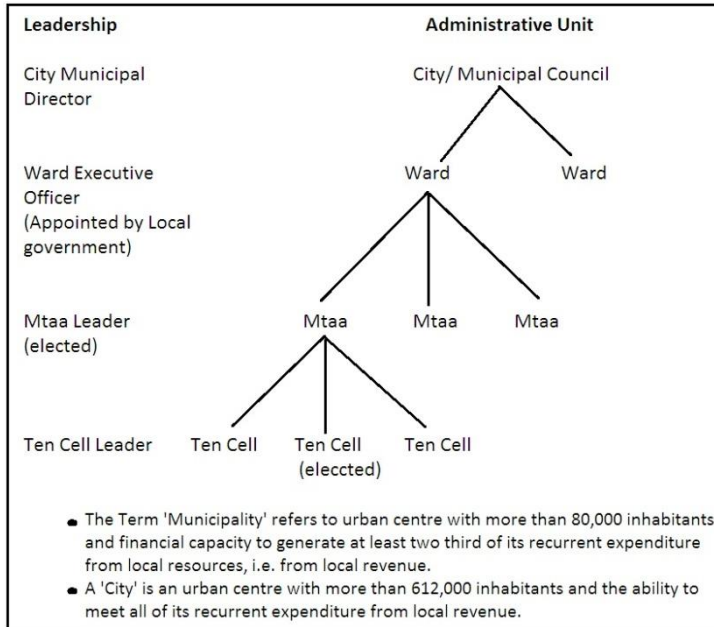 Leadership Administrative Unit
City Municipal City/ Municipal Council
Director
Ward Executive Ward Ward
Officer
(Appointed by Local
government)
Mtaa Leader Mtaa Mtaa Mtaa
(elected)
Ten Cell Leader Ten Cell Ten Cell Ten Cell
(eleccted)
• The Term 'Municipality' refers to urban centre with more than 80,000 inhabitants
and financial capacity to generate at least two third of its recurrent expenditure
from local resources, i.e. from local revenue.
• A 'City' is an urban centre with more than 612,000 inhabitants and the ability to
meet all of its recurrent expenditure from local revenue.